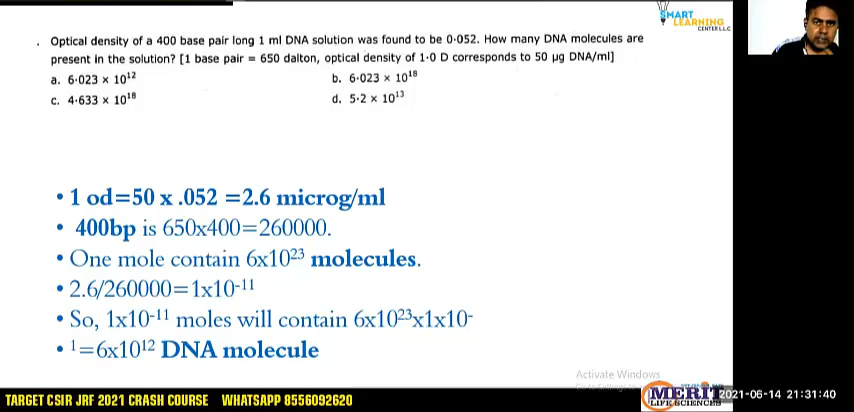 SMART
LEARNING
CENTER LLC
. Optical density of a 400 base pair long 1 ml DNA solution was found to be 0·052. How many DNA molecules are
present in the solution? [1 base pair = 650 dalton, optical density of 1·0 D corresponds to 50 µg DNA/ml]
a. 6·023 × 10¹² b. 6·023 × 10¹⁸
c. 4·633 × 10¹⁸ d. 5·2 × 10¹³
• 1 od=50 x .052 =2.6 microg/ml
• 400bp is 650x400=260000.
• One mole contain 6x10²³ molecules.
• 2.6/260000=1x10⁻¹¹
• So, 1x10⁻¹¹ moles will contain 6x10²³x1x10⁻
• ¹=6x10¹² DNA molecule
Activate Windows
TARGET CSIR JRF 2021 CRASH COURSE WHATSAPP 8556092620
MERIT
LIFE SCIENCES
2021-06-14 21:31:40